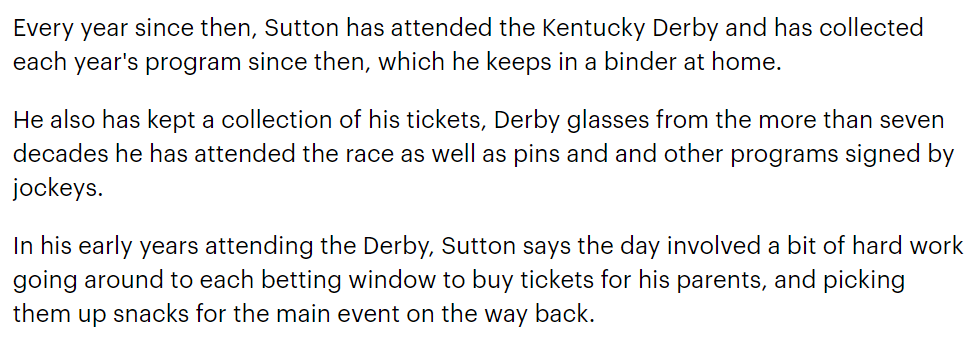 Every year since then, Sutton has attended the Kentucky Derby and has collected
each year's program since then, which he keeps in a binder at home.
He also has kept a collection of his tickets, Derby glasses from the more than seven
decades he has attended the race as well as pins and and other programs signed by
jockeys.
In his early years attending the Derby, Sutton says the day involved a bit of hard work
going around to each betting window to buy tickets for his parents, and picking
them up snacks for the main event on the way back.